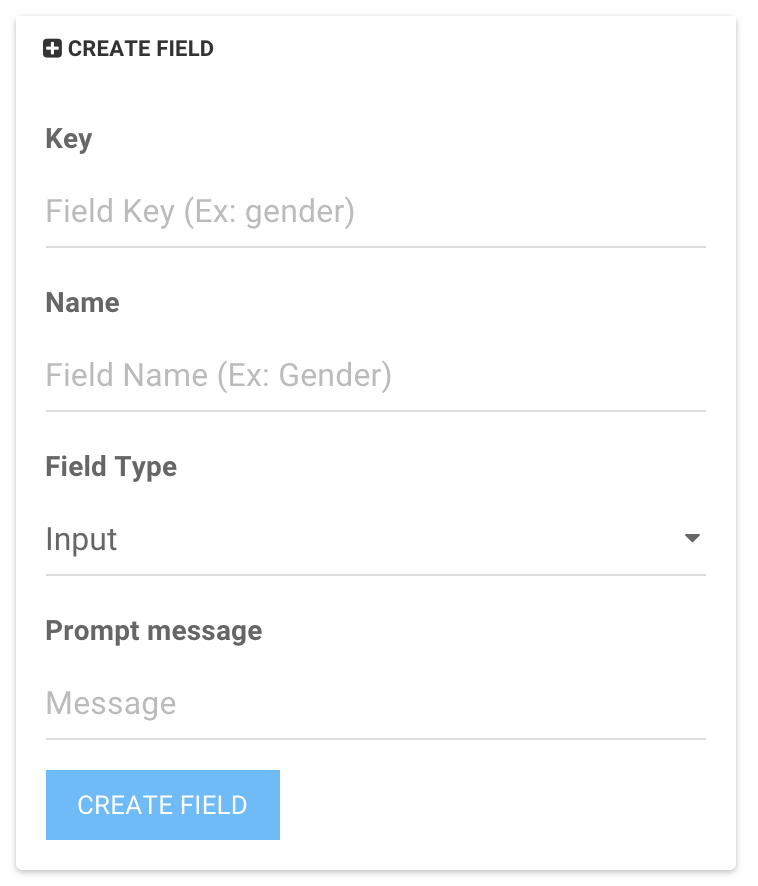 CREATE FIELD
Key
Field Key (Ex: gender)
Name
Field Name (Ex: Gender)
Field Type
Input
Prompt message
Message
CREATE FIELD